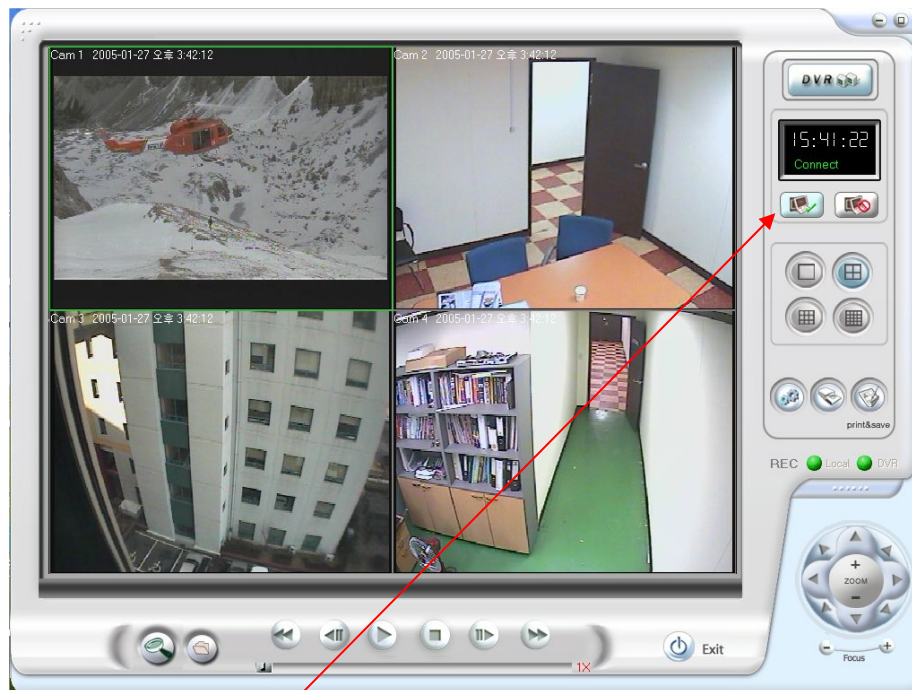 Cam 1 2005-01-27 오후 3:42:12
Cam 2 2005-01-27 오후 3:42:12
Cam 3 2005-01-27 오후 3:42:12
Cam 4 2005-01-27 오후 3:42:12
DVR
15:41:22
Connect
print&save
REC Local DVR
+
ZOOM
-
- +
Focus
1X
Exit